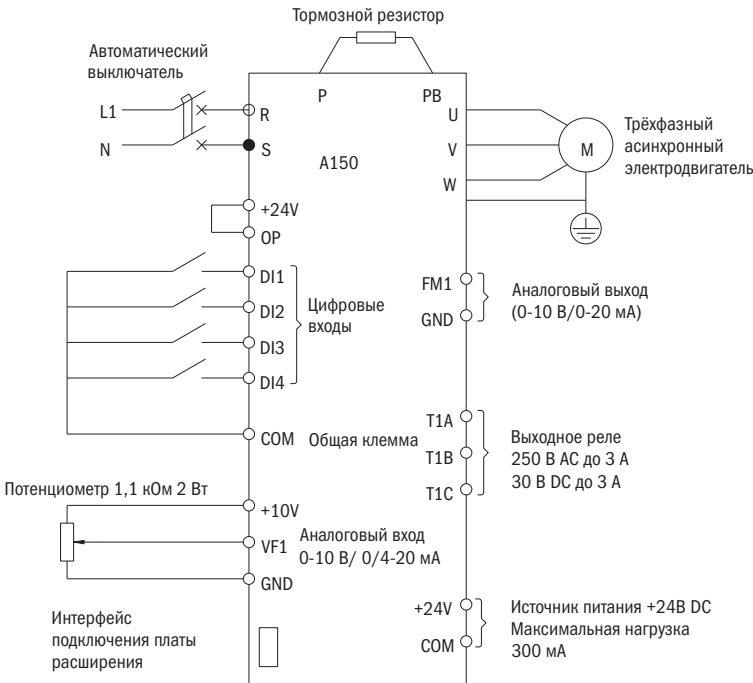 Тормозной резистор
Автоматический
выключатель
P
PB
L1
R
U
N
S
V
A150
W
M
Трёхфазный
асинхронный
электродвигатель
+24V
OP
DI1
DI2
DI3
DI4
Цифровые
входы
FM1
GND
Аналоговый выход
(0-10 В/0-20 мА)
COM
Общая клемма
T1A
T1B
T1C
Выходное реле
250 В AC до 3 А
30 В DC до 3 А
Потенциометр 1,1 кОм 2 Вт
+10V
VF1
GND
Аналоговый вход
0-10 В/ 0/4-20 мА
Интерфейс
подключения платы
расширения
+24V
COM
Источник питания +24В DC
Максимальная нагрузка
300 мА